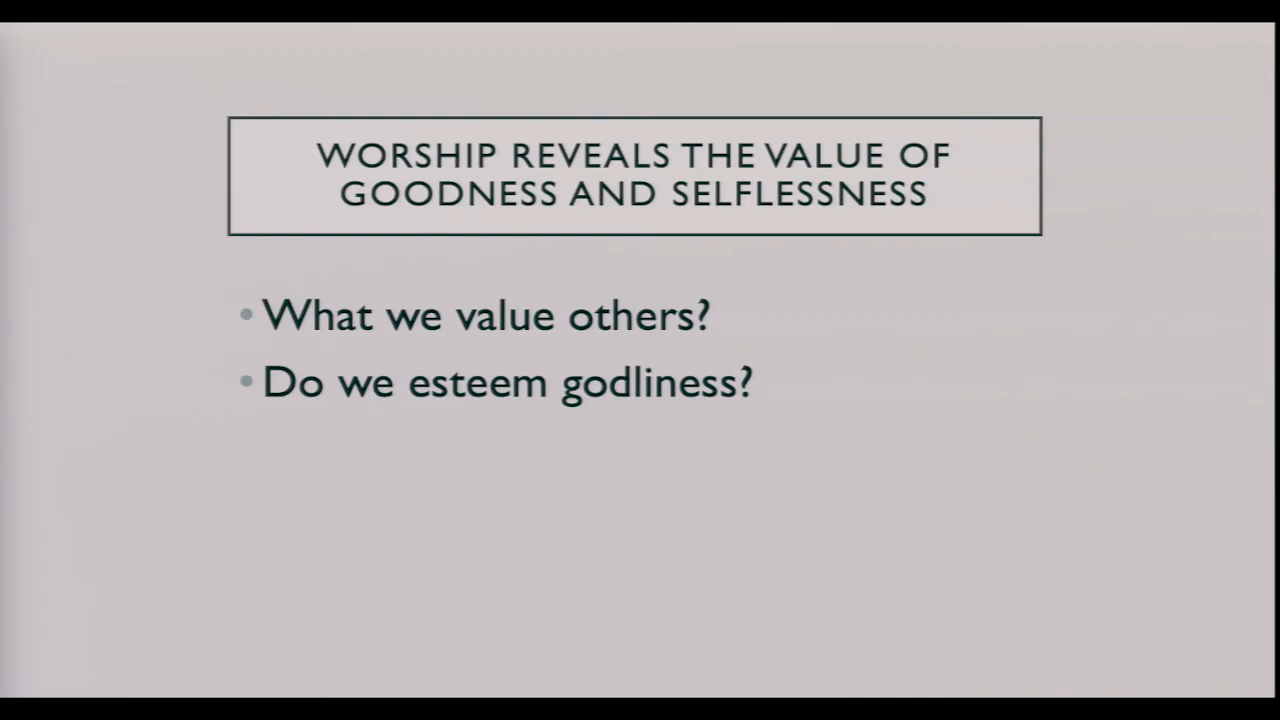 WORSHIP REVEALS THE VALUE OF
GOODNESS AND SELFLESSNESS
• What we value others?
• Do we esteem godliness?